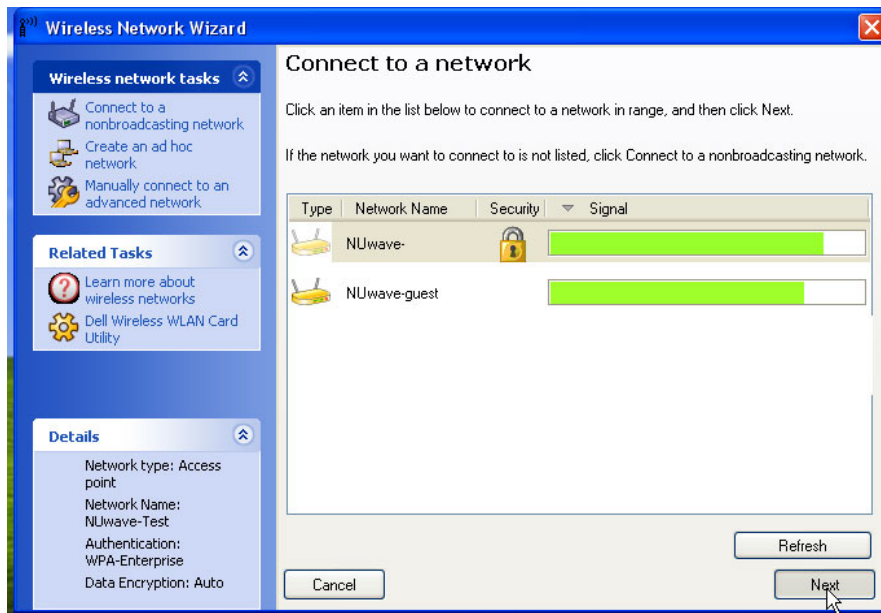 Wireless Network Wizard
Wireless network tasks
Connect to a
nonbroadcasting network
Create an ad hoc
network
Manually connect to an
advanced network
Related Tasks
Learn more about
wireless networks
Dell Wireless WLAN Card
Utility
Details
Network type: Access
point
Network Name:
NUwave-Test
Authentication:
WPA-Enterprise
Data Encryption: Auto
Connect to a network
Click an item in the list below to connect to a network in range, and then click Next.
If the network you want to connect to is not listed, click Connect to a nonbroadcasting network.
Type Network Name Security Signal
NUwave-
NUwave-guest
Refresh
Cancel Next